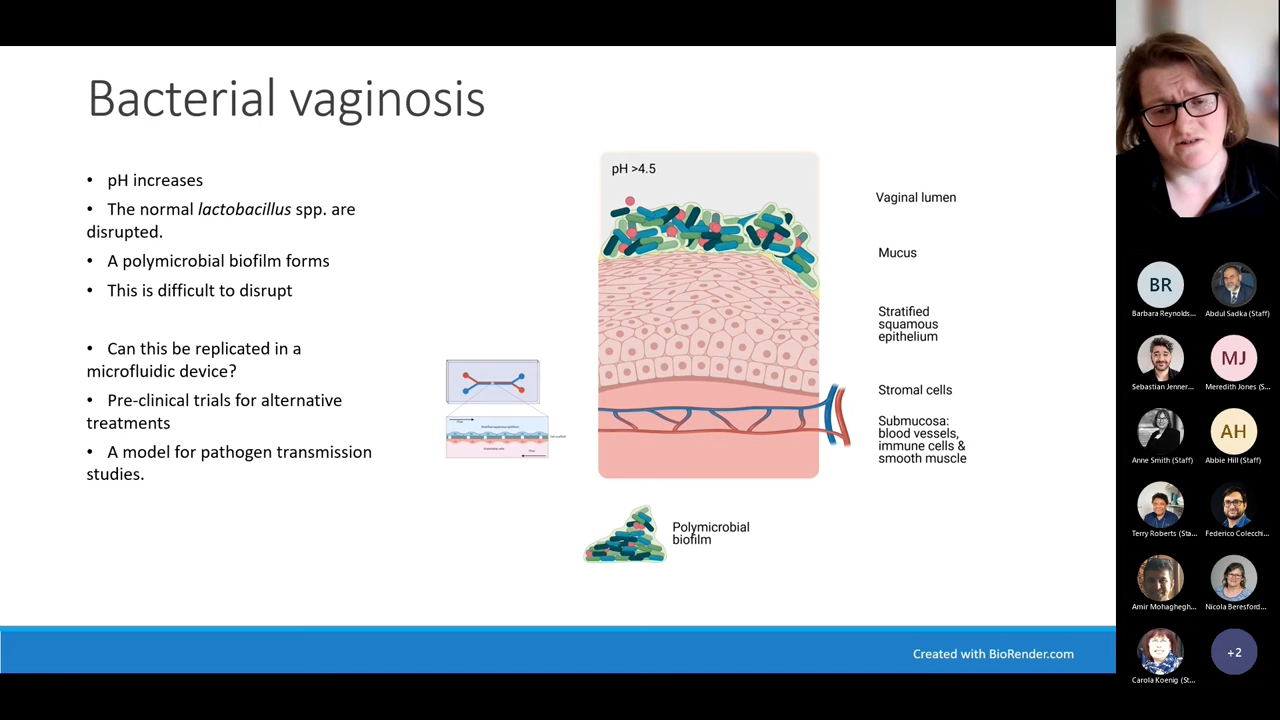 Bacterial vaginosis
• pH increases
• The normal lactobacillus spp. are
disrupted.
• A polymicrobial biofilm forms
• This is difficult to disrupt
• Can this be replicated in a
microfluidic device?
• Pre-clinical trials for alternative
treatments
• A model for pathogen transmission
studies.
pH >4.5
Vaginal lumen
Mucus
Stratified
squamous
epithelium
Stromal cells
Submucosa:
blood vessels,
immune cells &
smooth muscle
Polymicrobial
biofilm
Created with BioRender.com
BR
Barbara Reynolds...
Abdul Sadka (Staff)
Sebastian Jenner...
MJ
Meredith Jones (S...
Anne Smith (Staff)
AH
Abbie Hill (Staff)
Terry Roberts (Sta...
Federico Colecchi...
Amir Mohaghegh...
Nicola Beresford...
Carola Koenig (St...
+2